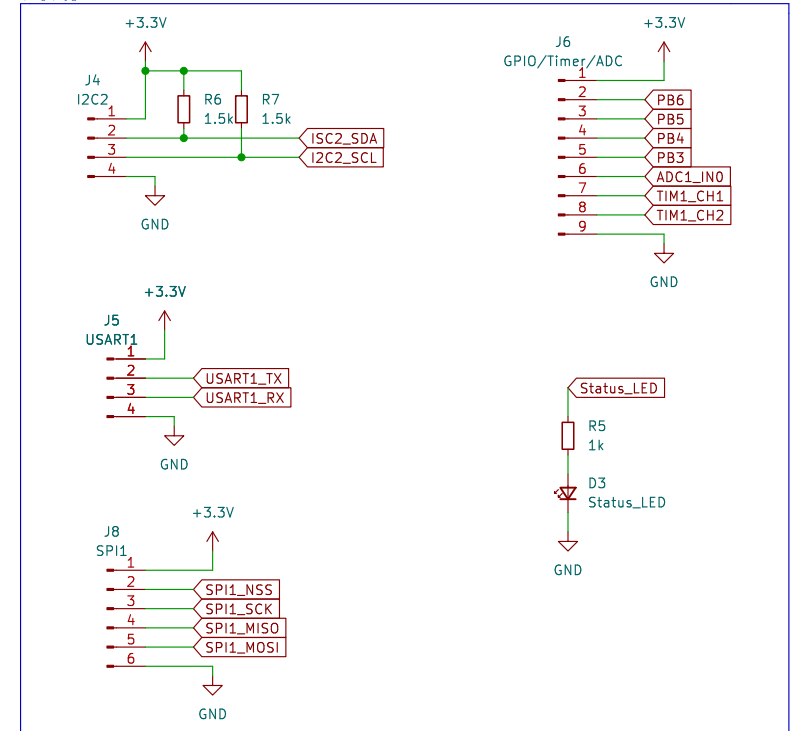 +3.3V
J4
I2C2
1
2
3
4
R6
1.5k
R7
1.5k
ISC2_SDA
I2C2_SCL
GND
+3.3V
J6
GPIO/Timer/ADC
1
2
3
4
5
6
7
8
9
PB6
PB5
PB4
PB3
ADC1_IN0
TIM1_CH1
TIM1_CH2
GND
+3.3V
J5
USART1
1
2
3
4
USART1_TX
USART1_RX
GND
Status_LED
R5
1k
D3
Status_LED
GND
+3.3V
J8
SPI1
1
2
3
4
5
6
SPI1_NSS
SPI1_SCK
SPI1_MISO
SPI1_MOSI
GND